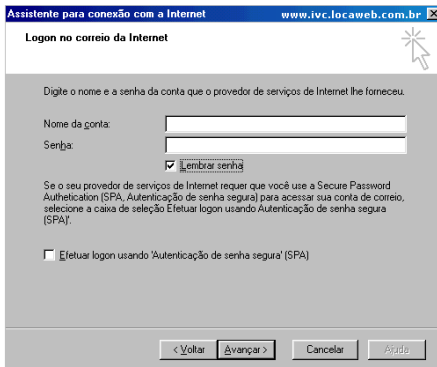 Assistente para conexão com a Internet www.ivc.locaweb.com.br
Logon no correio da Internet
Digite o nome e a senha da conta que o provedor de serviços de Internet lhe forneceu.
Nome da conta:
Senha:
Lembrar senha
Se o seu provedor de serviços de Internet requer que você use a Secure Password
Authetication (SPA, Autenticação de senha segura) para acessar sua conta de correio,
selecione a caixa de seleção Efetuar logon usando Autenticação de senha segura
(SPA)'.
Efetuar logon usando 'Autenticação de senha segura' (SPA)
< Voltar Avançar > Cancelar Ajuda